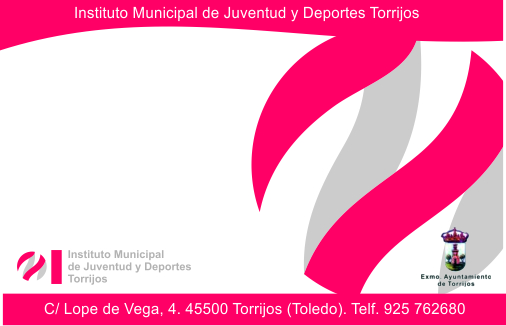 Instituto Municipal de Juventud y Deportes Torrijos
Instituto Municipal
de Juventud y Deportes
Torrijos
Exmo. Ayuntamiento
de Torrijos
C/ Lope de Vega, 4. 45500 Torrijos (Toledo). Telf. 925 762680